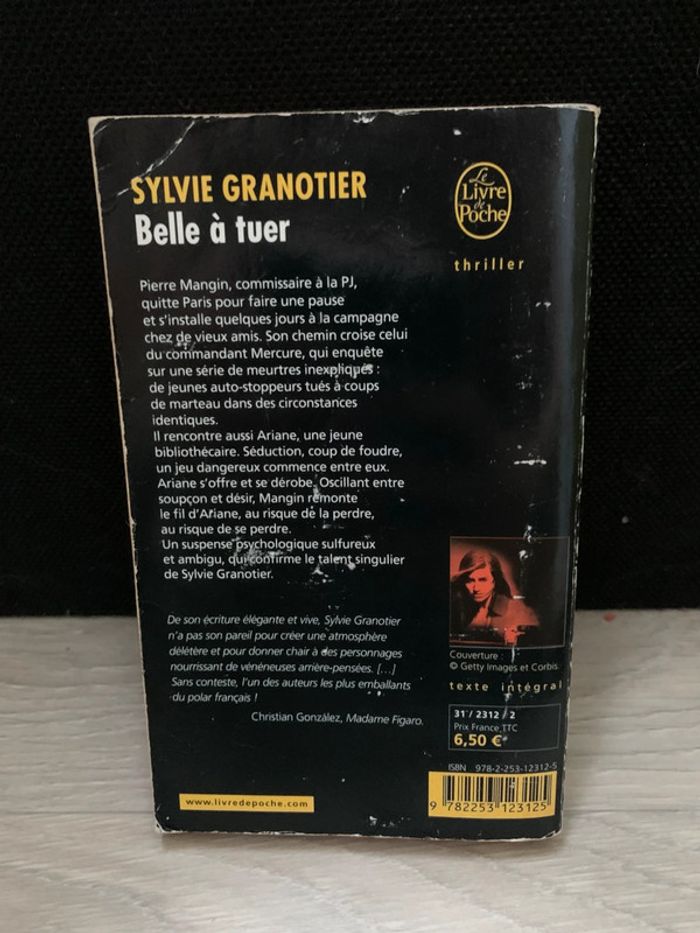 SYLVIE GRANOTIER
Belle à tuer
Le
Livre
de
Poche
thriller
Pierre Mangin, commissaire à la PJ,
quitte Paris pour faire une pause
et s'installe quelques jours à la campagne
chez de vieux amis. Son chemin croise celui
du commandant Mercure, qui enquête
sur une série de meurtres inexpliqués :
de jeunes auto-stoppeurs tués à coups
de marteau dans des circonstances
identiques.
Il rencontre aussi Ariane, une jeune
bibliothécaire. Séduction, coup de foudre,
un jeu dangereux commence entre eux.
Ariane s'offre et se dérobe. Oscillant entre
soupçon et désir, Mangin remonte
le fil d'Ariane, au risque de la perdre,
au risque de se perdre.
Un suspense psychologique sulfureux
et ambigu, qui confirme le talent singulier
de Sylvie Granotier.
De son écriture élégante et vive, Sylvie Granotier
n'a pas son pareil pour créer une atmosphère
délétère et pour donner chair à des personnages
nourrissant de vénéneuses arrière-pensées. [...]
Sans conteste, l'un des auteurs les plus emballants
du polar français !
Christian González, Madame Figaro.
www.livredepoche.com
Couverture :
© Getty Images et Corbis.
texte intégral
31 / 2312 / 2
Prix France TTC
6,50 €
ISBN 978-2-253-12312-5
9 782253 123125